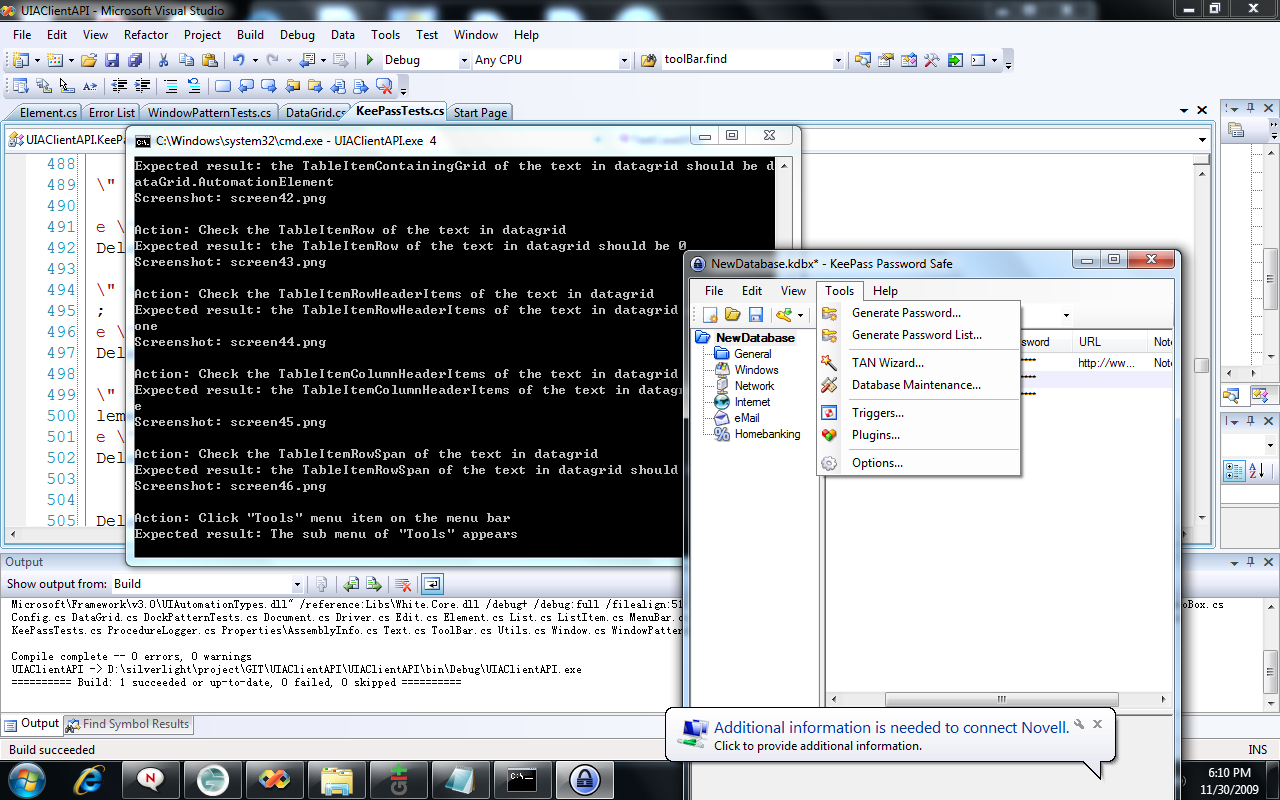 UIAClientAPI - Microsoft Visual Studio
File Edit View Refactor Project Build Debug Data Tools Test Window Help
Debug Any CPU toolBar.find
Element.cs Error List WindowPatternTests.cs DataGrid.cs KeePassTests.cs Start Page
UIAClientAPI.KeePa
C:\Windows\system32\cmd.exe - UIAClientAPI.exe 4
488
489 \"
490
491 e \
492 Del
493
494 \"
495 ;
496 e \
497 Del
498
499 \"
500 lem
501 e \
502 Del
503
504
505 Del
Expected result: the TableItemContainingGrid of the text in datagrid should be d
ataGrid.AutomationElement
Screenshot: screen42.png
Action: Check the TableItemRow of the text in datagrid
Expected result: the TableItemRow of the text in datagrid should be 0
Screenshot: screen43.png
Action: Check the TableItemRowHeaderItems of the text in datagrid
Expected result: the TableItemRowHeaderItems of the text in datagrid
one
Screenshot: screen44.png
Action: Check the TableItemColumnHeaderItems of the text in datagrid
Expected result: the TableItemColumnHeaderItems of the text in datagr
e
Screenshot: screen45.png
Action: Check the TableItemRowSpan of the text in datagrid
Expected result: the TableItemRowSpan of the text in datagrid should
Screenshot: screen46.png
Action: Click "Tools" menu item on the menu bar
Expected result: The sub menu of "Tools" appears
NewDatabase.kdbx* - KeePass Password Safe
File Edit View Tools Help
NewDatabase
General
Windows
Network
Internet
eMail
Homebanking
Generate Password...
Generate Password List...
TAN Wizard...
Database Maintenance...
Triggers...
Plugins...
Options...
sword URL Note
**** http://ww... Not
****
****
Output
Show output from: Build
Microsoft\Framework\v3.0\UIAutomationTypes.dll" /reference:Libs\White.Core.dll /debug+ /debug:full /filealign:51
oBox.cs
Config.cs DataGrid.cs DockPatternTests.cs Document.cs Driver.cs Edit.cs Element.cs List.cs ListItem.cs MenuBar.c
KeePassTests.cs ProcedureLogger.cs Properties\AssemblyInfo.cs Text.cs ToolBar.cs Utils.cs Window.cs WindowPatter
Compile complete -- 0 errors, 0 warnings
UIAClientAPI -> D:\silverlight\project\GIT\UIAClientAPI\UIAClientAPI\bin\Debug\UIAClientAPI.exe
========== Build: 1 succeeded or up-to-date, 0 failed, 0 skipped ==========
Output Find Symbol Results
Build succeeded
INS
Additional information is needed to connect Novell.
Click to provide additional information.
6:10 PM
11/30/2009